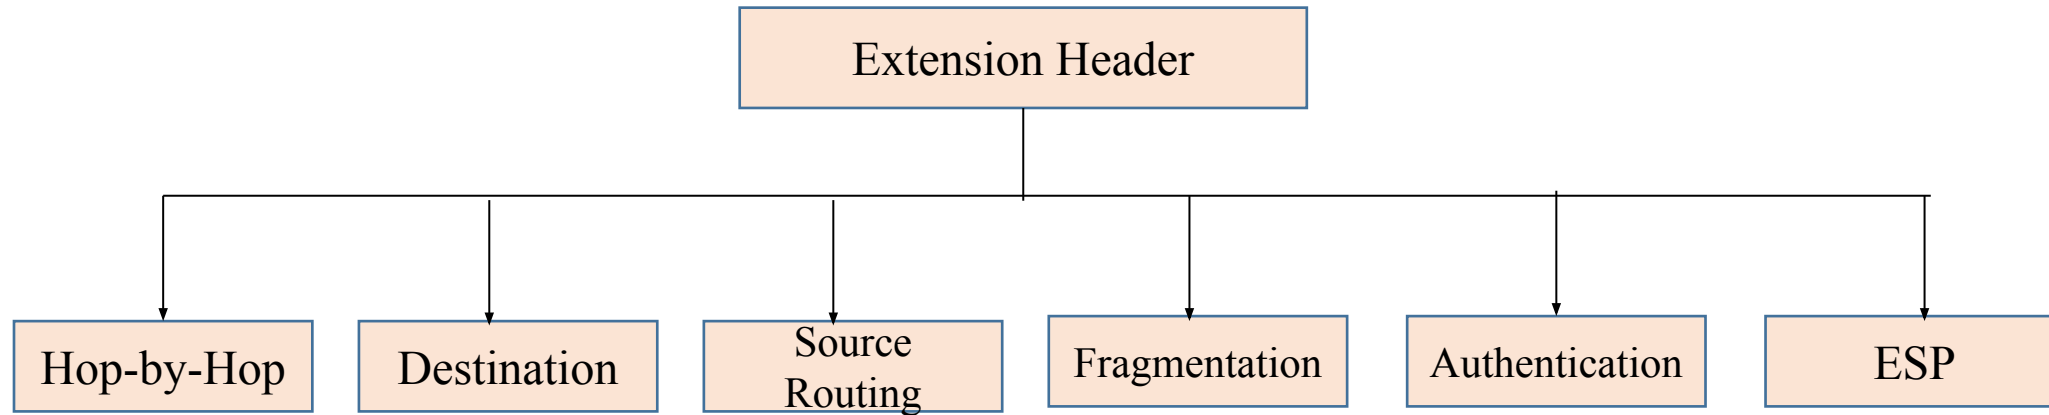 Extension Header
Hop-by-Hop
Destination
Source
Routing
Fragmentation
Authentication
ESP